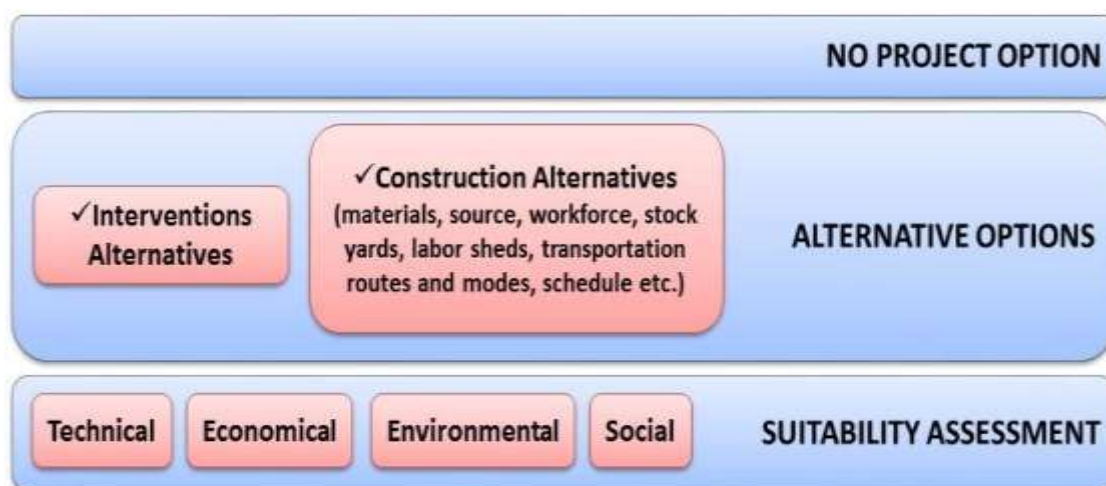 NO PROJECT OPTION
✓Interventions
Alternatives
✓Construction Alternatives
(materials, source, workforce, stock
yards, labor sheds, transportation
routes and modes, schedule etc.)
ALTERNATIVE OPTIONS
Technical
Economical
Environmental
Social
SUITABILITY ASSESSMENT